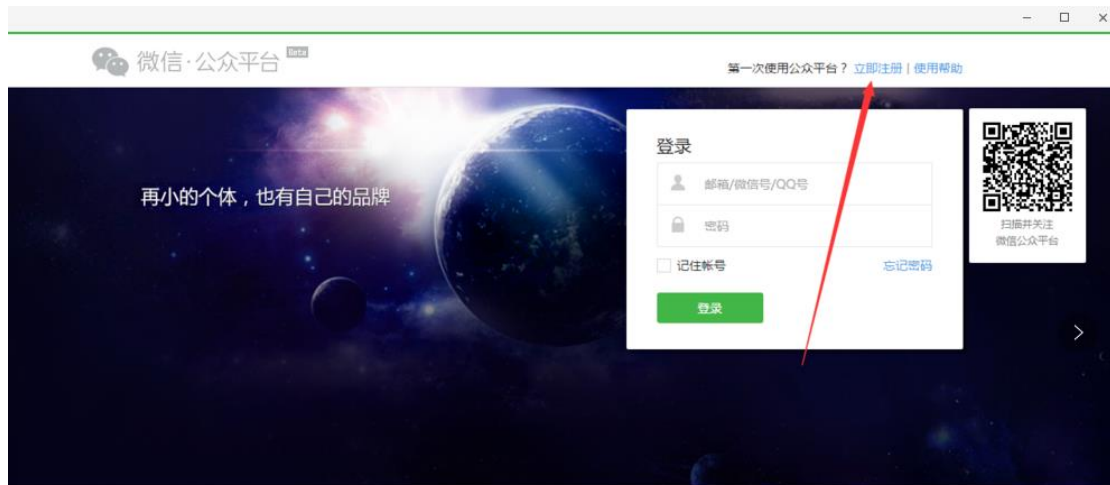 微信·公众平台 Beta
第一次使用公众平台？ 立即注册 | 使用帮助
再小的个体，也有自己的品牌
登录
邮箱/微信号/QQ号
密码
记住帐号 忘记密码
登录
扫描并关注
微信公众平台